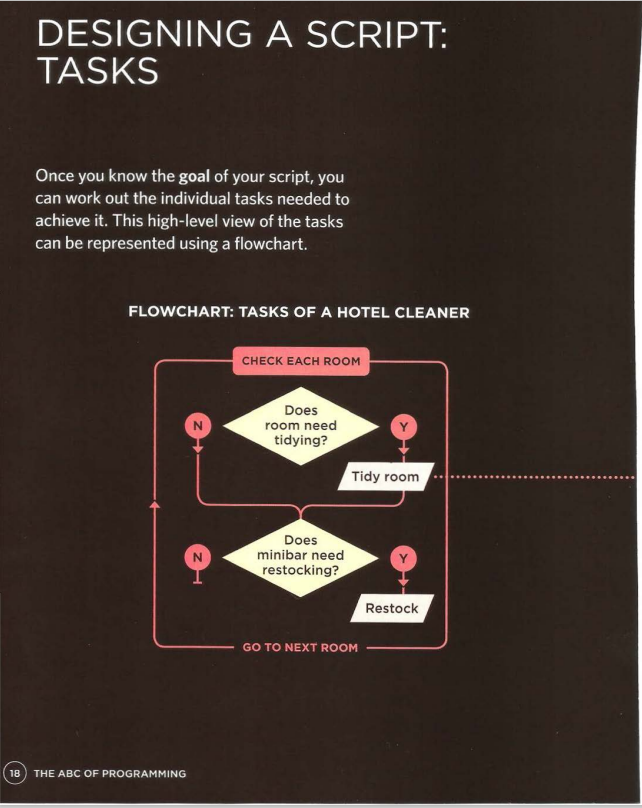 DESIGNING A SCRIPT:
TASKS
Once you know the goal of your script, you
can work out the individual tasks needed to
achieve it. This high-level view of the tasks
can be represented using a flowchart.
FLOWCHART: TASKS OF A HOTEL CLEANER
CHECK EACH ROOM
Does
room need
tidying?
N
Y
Tidy room
Does
minibar need
restocking?
N
Y
Restock
GO TO NEXT ROOM
18 THE ABC OF PROGRAMMING